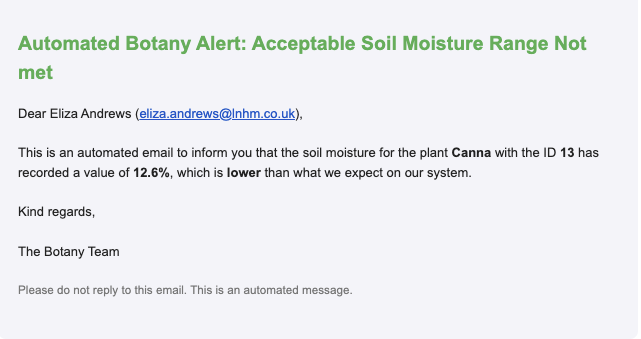 Automated Botany Alert: Acceptable Soil Moisture Range Not
met
Dear Eliza Andrews (eliza.andrews@lnhm.co.uk),
This is an automated email to inform you that the soil moisture for the plant Canna with the ID 13 has
recorded a value of 12.6%, which is lower than what we expect on our system.
Kind regards,
The Botany Team
Please do not reply to this email. This is an automated message.